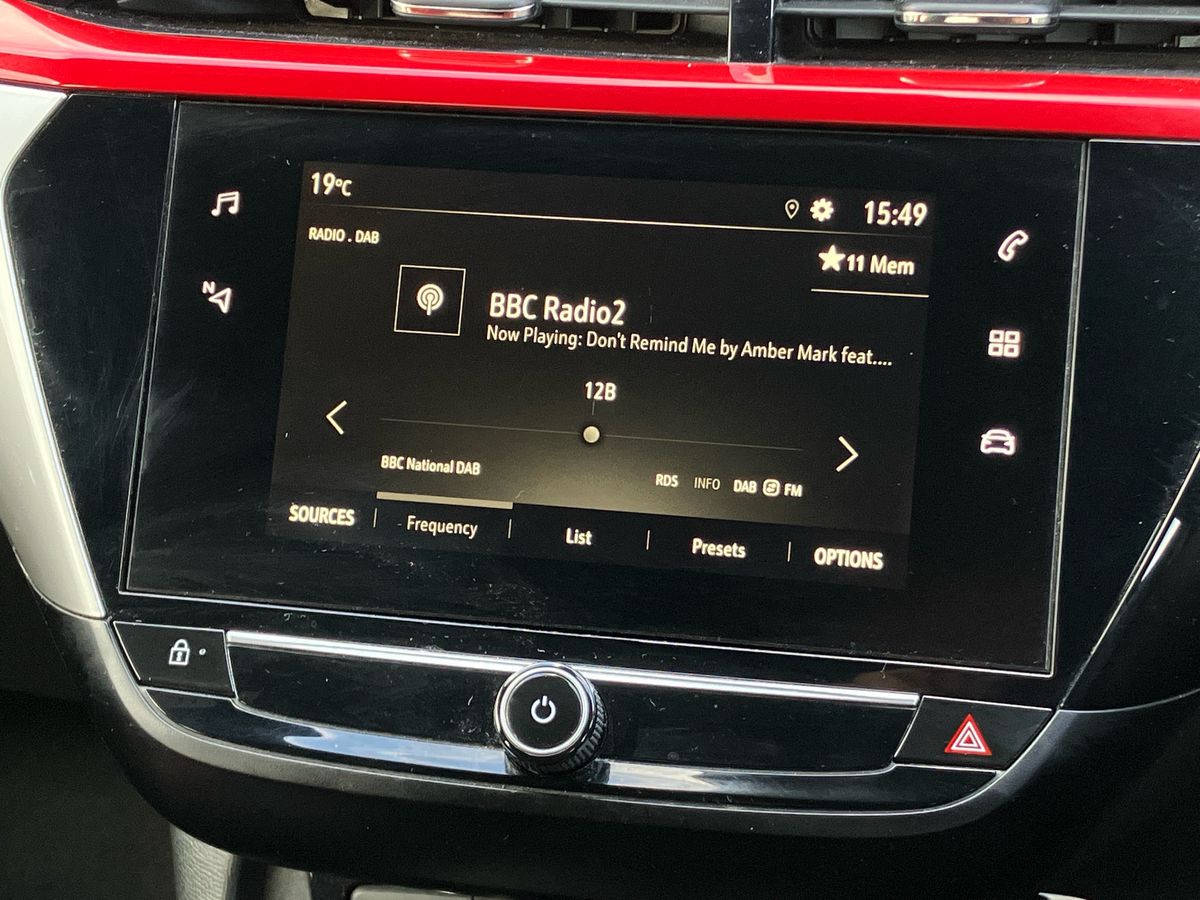 19°C
15:49
RADIO . DAB
★11 Mem
N
BBC Radio2
Now Playing: Don't Remind Me by Amber Mark feat....
12B
BBC National DAB
RDS INFO DAB FM
SOURCES | Frequency | List | Presets | OPTIONS